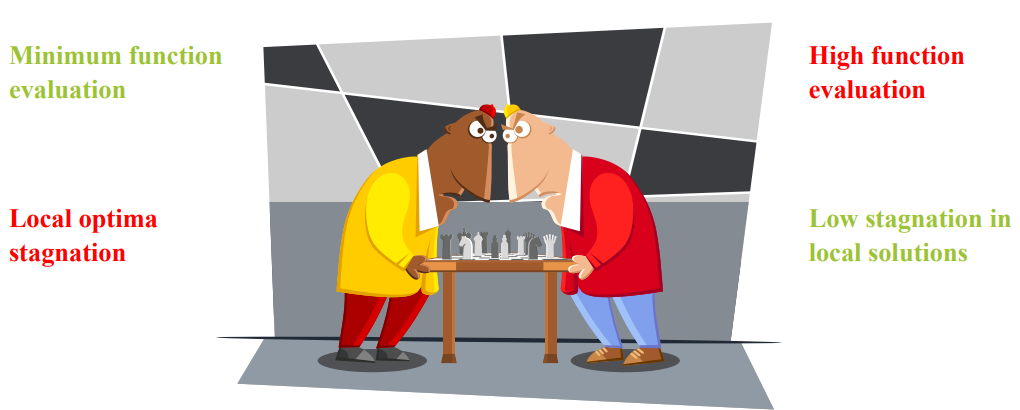 Minimum function
evaluation
High function
evaluation
Local optima
stagnation
Low stagnation in
local solutions